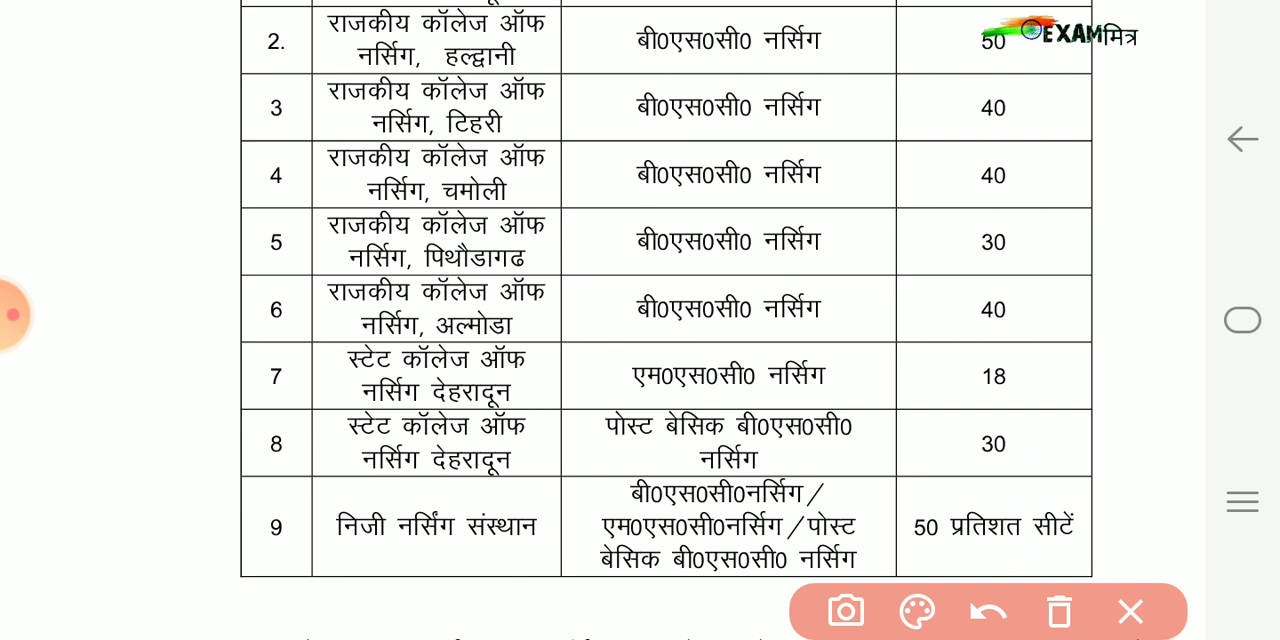 2.
राजकीय कॉलेज ऑफ
नर्सिग, हल्द्वानी
बी0एस0सी0 नर्सिग
50
EXAMमित्र
3
राजकीय कॉलेज ऑफ
नर्सिग, टिहरी
बी0एस0सी0 नर्सिग
40
4
राजकीय कॉलेज ऑफ
नर्सिग, चमोली
बी0एस0सी0 नर्सिग
40
5
राजकीय कॉलेज ऑफ
नर्सिग, पिथौडागढ
बी0एस0सी0 नर्सिग
30
6
राजकीय कॉलेज ऑफ
नर्सिग, अल्मोडा
बी0एस0सी0 नर्सिग
40
7
स्टेट कॉलेज ऑफ
नर्सिग देहरादून
एम0एस0सी0 नर्सिग
18
8
स्टेट कॉलेज ऑफ
नर्सिग देहरादून
पोस्ट बेसिक बी0एस0सी0
नर्सिग
30
9
निजी नर्सिंग संस्थान
बी0एस0सी0नर्सिग/
एम0एस0सी0नर्सिग/पोस्ट
बेसिक बी0एस0सी0 नर्सिग
50 प्रतिशत सीटें